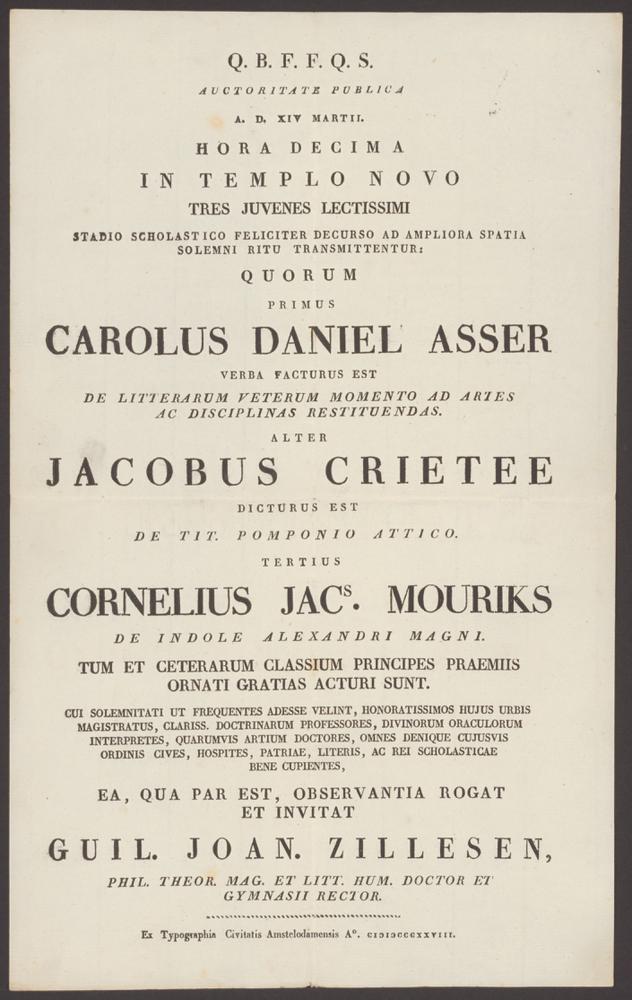 Q. B. F. F. Q. S.
AUCTORITATE PUBLICA
A. D. XIV MARTII.
HORA DECIMA
IN TEMPLO NOVO
TRES JUVENES LECTISSIMI
STADIO SCHOLASTICO FELICITER DECURSO AD AMPLIORA SPATIA
SOLEMNI RITU TRANSMITTENTUR:
QUORUM
PRIMUS
CAROLUS DANIEL ASSER
VERBA FACTURUS EST
DE LITTERARUM VETERUM MOMENTO AD ARTES
AC DISCIPLINAS RESTITUENDAS.
ALTER
JACOBUS CRIETEE
DICTURUS EST
DE TIT. POMPONIO ATTICO.
TERTIUS
CORNELIUS JACS. MOURIKS
DE INDOLE ALEXANDRI MAGNI.
TUM ET CETERARUM CLASSIUM PRINCIPES PRAEMIIS
ORNATI GRATIAS ACTURI SUNT.
CUI SOLEMNITATI UT FREQUENTES ADESSE VELINT, HONORATISSIMOS HUJUS URBIS
MAGISTRATUS, CLARISS. DOCTRINARUM PROFESSORES, DIVINORUM ORACULORUM
INTERPRETES, QUARUMVIS ARTIUM DOCTORES, OMNES DENIQUE CUJUSVIS
ORDINIS CIVES, HOSPITES, PATRIAE, LITERIS, AC REI SCHOLASTICAE
BENE CUPIENTES,
EA, QUA PAR EST, OBSERVANTIA ROGAT
ET INVITAT
GUIL. JOAN. ZILLESEN,
PHIL. THEOR. MAG. ET LITT. HUM. DOCTOR ET
GYMNASII RECTOR.
Ex Typographia Civitatis Amstelodamensis Aº. CIↃIↃCCCXXVIII.